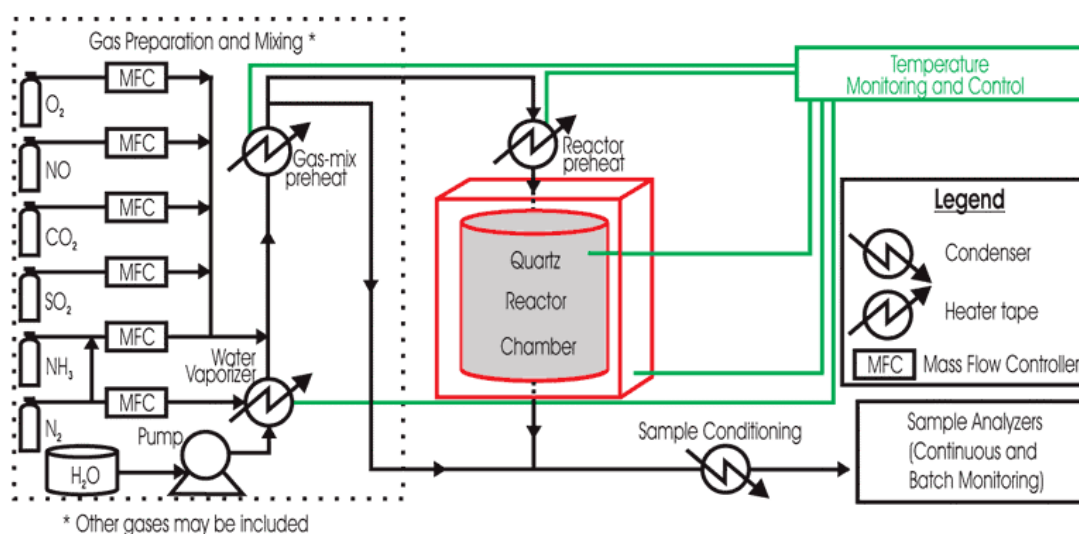 Gas Preparation and Mixing *
MFC
O₂
MFC
NO
MFC
CO₂
MFC
SO₂
MFC
NH₃
MFC
N₂
Water
Vaporizer
Pump
H₂O
Gas-mix
preheat
* Other gases may be included
Reactor
preheat
Quartz
Reactor
Chamber
Temperature
Monitoring and Control
Legend
Condenser
Heater tape
MFC Mass Flow Controller
Sample Conditioning
Sample Analyzers
(Continuous and
Batch Monitoring)